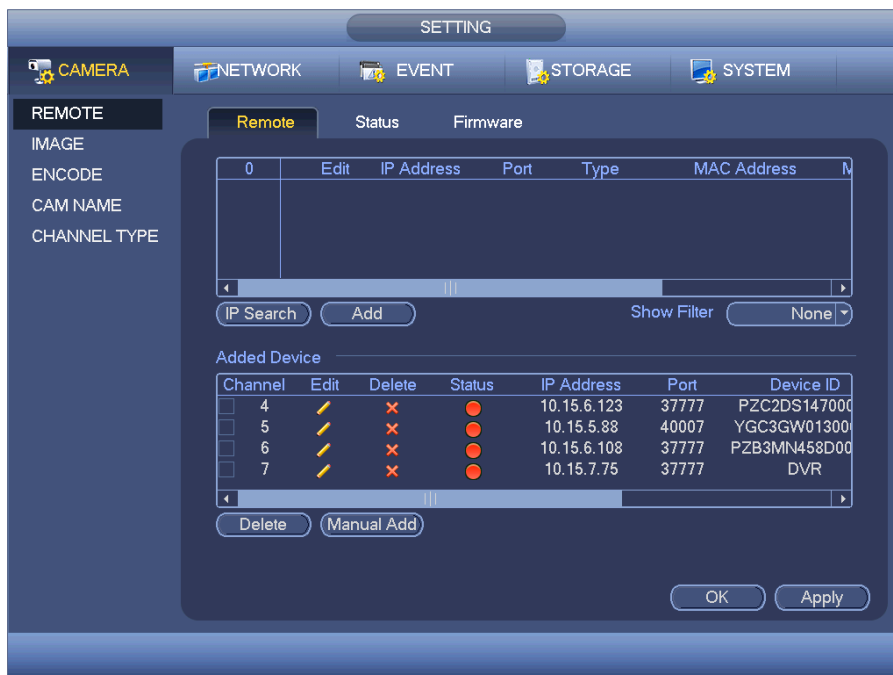 SETTING
CAMERA NETWORK EVENT STORAGE SYSTEM
REMOTE
IMAGE
ENCODE
CAM NAME
CHANNEL TYPE
Remote Status Firmware
0 Edit IP Address Port Type MAC Address M
IP Search Add Show Filter None
Added Device
Channel Edit Delete Status IP Address Port Device ID
4 10.15.6.123 37777 PZC2DS147000
5 10.15.5.88 40007 YGC3GW01300
6 10.15.6.108 37777 PZB3MN458D00
7 10.15.7.75 37777 DVR
Delete Manual Add
OK Apply